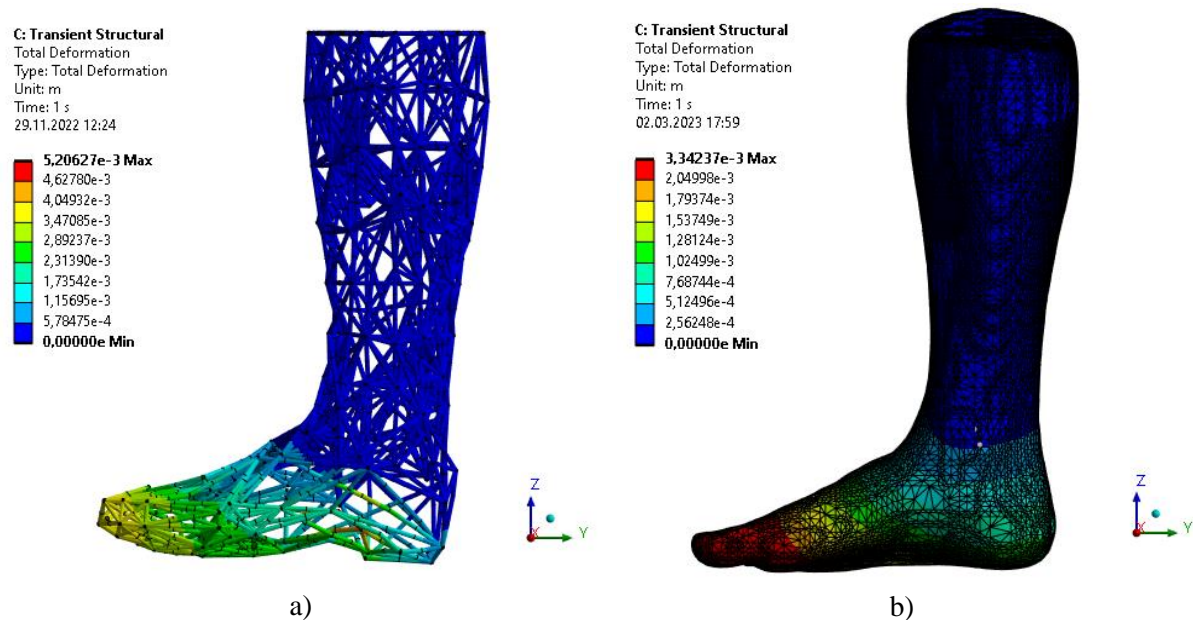 C: Transient Structural
Total Deformation
Type: Total Deformation
Unit: m
Time: 1 s
29.11.2022 12:24
5,20627e-3 Max
4,62780e-3
4,04932e-3
3,47085e-3
2,89237e-3
2,31390e-3
1,73542e-3
1,15695e-3
5,78475e-4
0,00000e Min
Z
X
Y
a)
C: Transient Structural
Total Deformation
Type: Total Deformation
Unit: m
Time: 1 s
02.03.2023 17:59
3,34237e-3 Max
2,04998e-3
1,79374e-3
1,53749e-3
1,28124e-3
1,02499e-3
7,68744e-4
5,12496e-4
2,56248e-4
0,00000e Min
Z
X
Y
b)